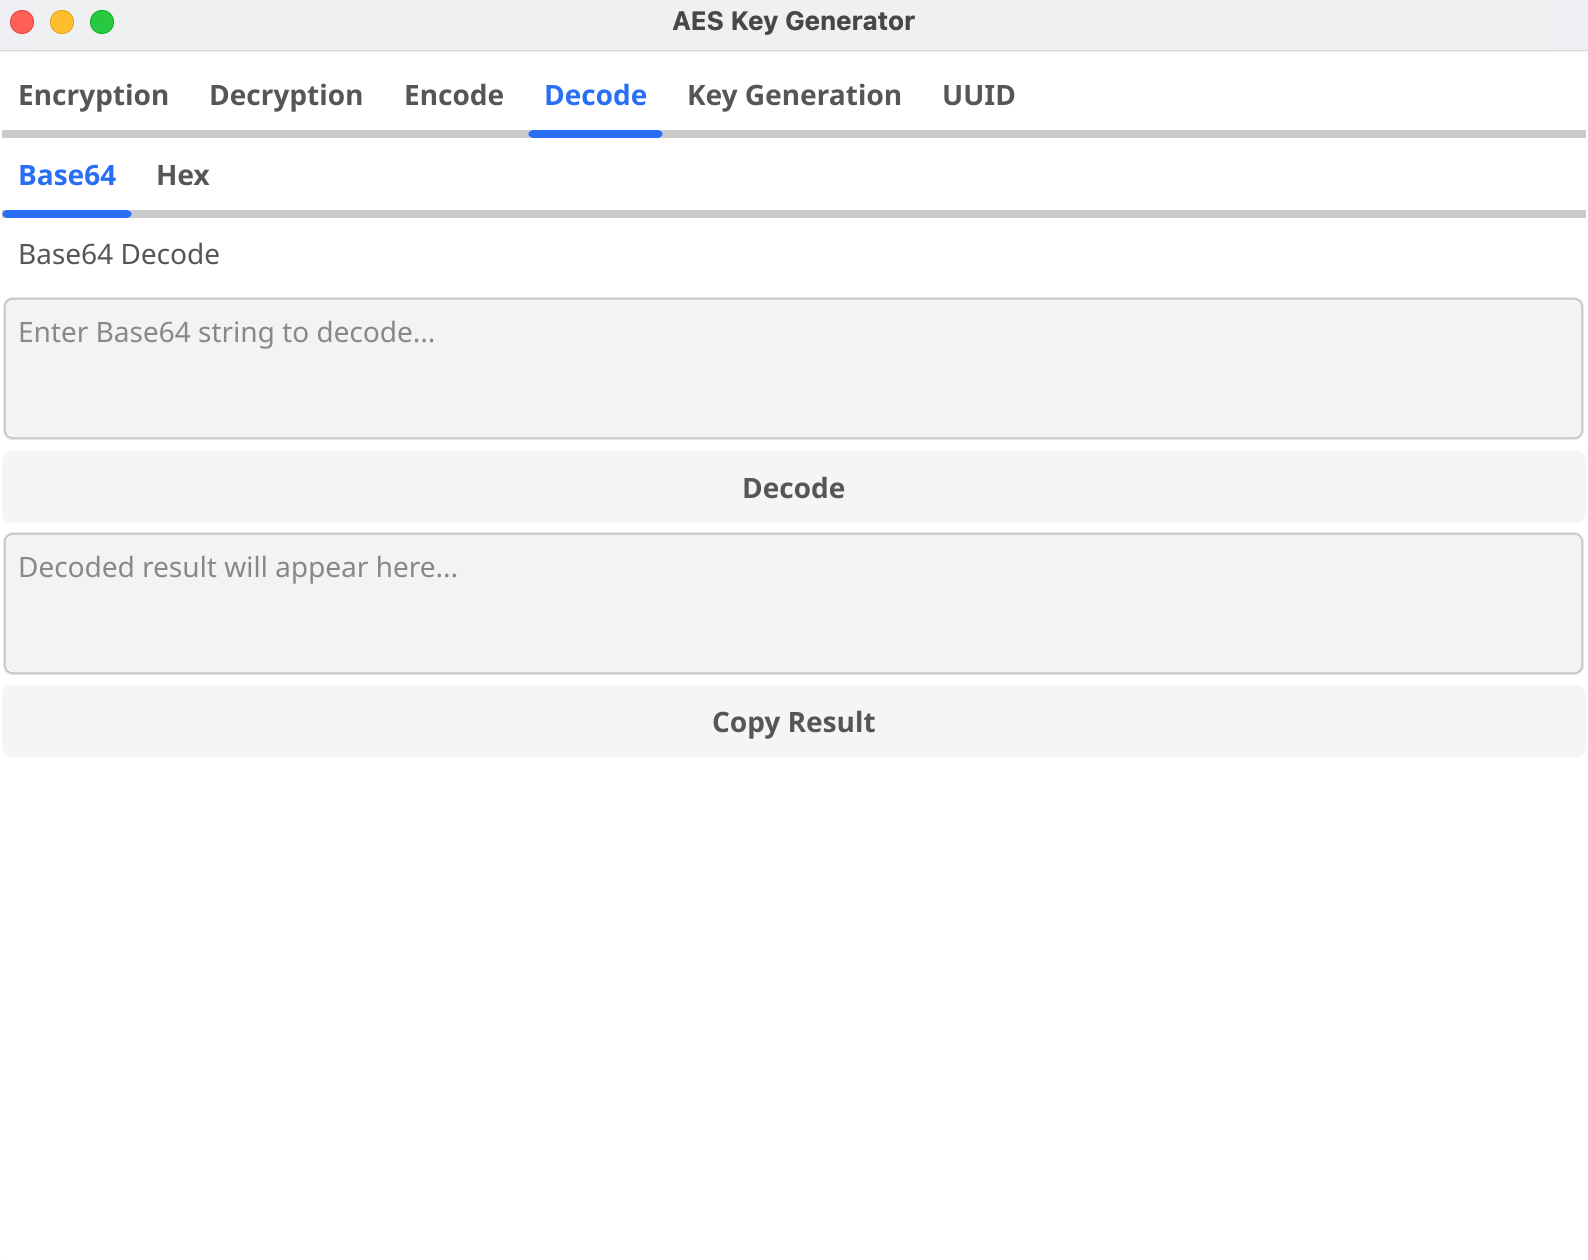 AES Key Generator
Encryption Decryption Encode Decode Key Generation UUID
Base64 Hex
Base64 Decode
Enter Base64 string to decode...
Decode
Decoded result will appear here...
Copy Result